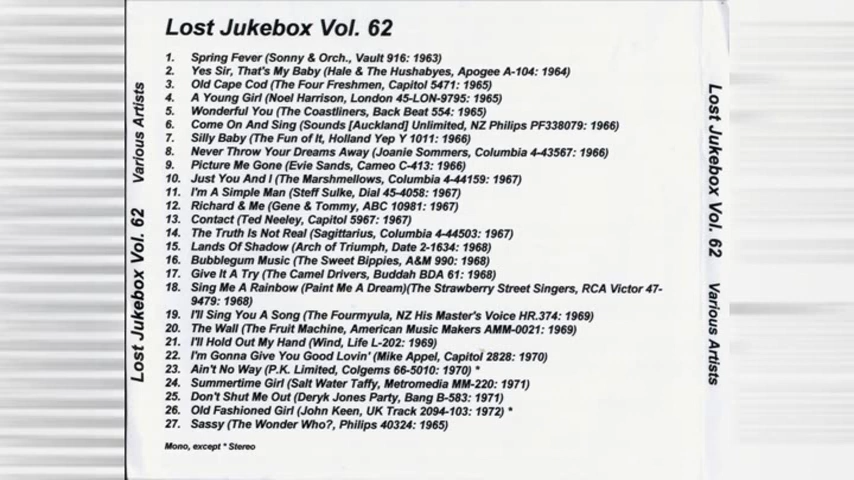 Lost Jukebox Vol. 62
1. Spring Fever (Sonny & Orch., Vault 916: 1963)
2. Yes Sir, That's My Baby (Hale & The Hushabyes, Apogee A-104: 1964)
3. Old Cape Cod (The Four Freshmen, Capitol 5471: 1965)
4. A Young Girl (Noel Harrison, London 45-LON-9795: 1965)
5. Wonderful You (The Coastliners, Back Beat 554: 1965)
6. Come On And Sing (Sounds [Auckland] Unlimited, NZ Philips PF338079: 1966)
7. Silly Baby (The Fun of It, Holland Yep Y 1011: 1966)
8. Never Throw Your Dreams Away (Joanie Sommers, Columbia 4-43567: 1966)
9. Picture Me Gone (Evie Sands, Cameo C-413: 1966)
10. Just You And I (The Marshmellows, Columbia 4-44159: 1967)
11. I'm A Simple Man (Steff Sulke, Dial 45-4058: 1967)
12. Richard & Me (Gene & Tommy, ABC 10981: 1967)
13. Contact (Ted Neeley, Capitol 5967: 1967)
14. The Truth Is Not Real (Sagittarius, Columbia 4-44503: 1967)
15. Lands Of Shadow (Arch of Triumph, Date 2-1634: 1968)
16. Bubblegum Music (The Sweet Bippies, A&M 990: 1968)
17. Give It A Try (The Camel Drivers, Buddah BDA 61: 1968)
18. Sing Me A Rainbow (Paint Me A Dream)(The Strawberry Street Singers, RCA Victor 47-
9479: 1968)
19. I'll Sing You A Song (The Fourmyula, NZ His Master's Voice HR.374: 1969)
20. The Wall (The Fruit Machine, American Music Makers AMM-0021: 1969)
21. I'll Hold Out My Hand (Wind, Life L-202: 1969)
22. I'm Gonna Give You Good Lovin' (Mike Appel, Capitol 2828: 1970)
23. Ain't No Way (P.K. Limited, Colgems 66-5010: 1970) *
24. Summertime Girl (Salt Water Taffy, Metromedia MM-220: 1971)
25. Don't Shut Me Out (Deryk Jones Party, Bang B-583: 1971)
26. Old Fashioned Girl (John Keen, UK Track 2094-103: 1972) *
27. Sassy (The Wonder Who?, Philips 40324: 1965)
Mono, except * Stereo
Lost Jukebox Vol. 62 Various Artists
Lost Jukebox Vol. 62 Various Artists